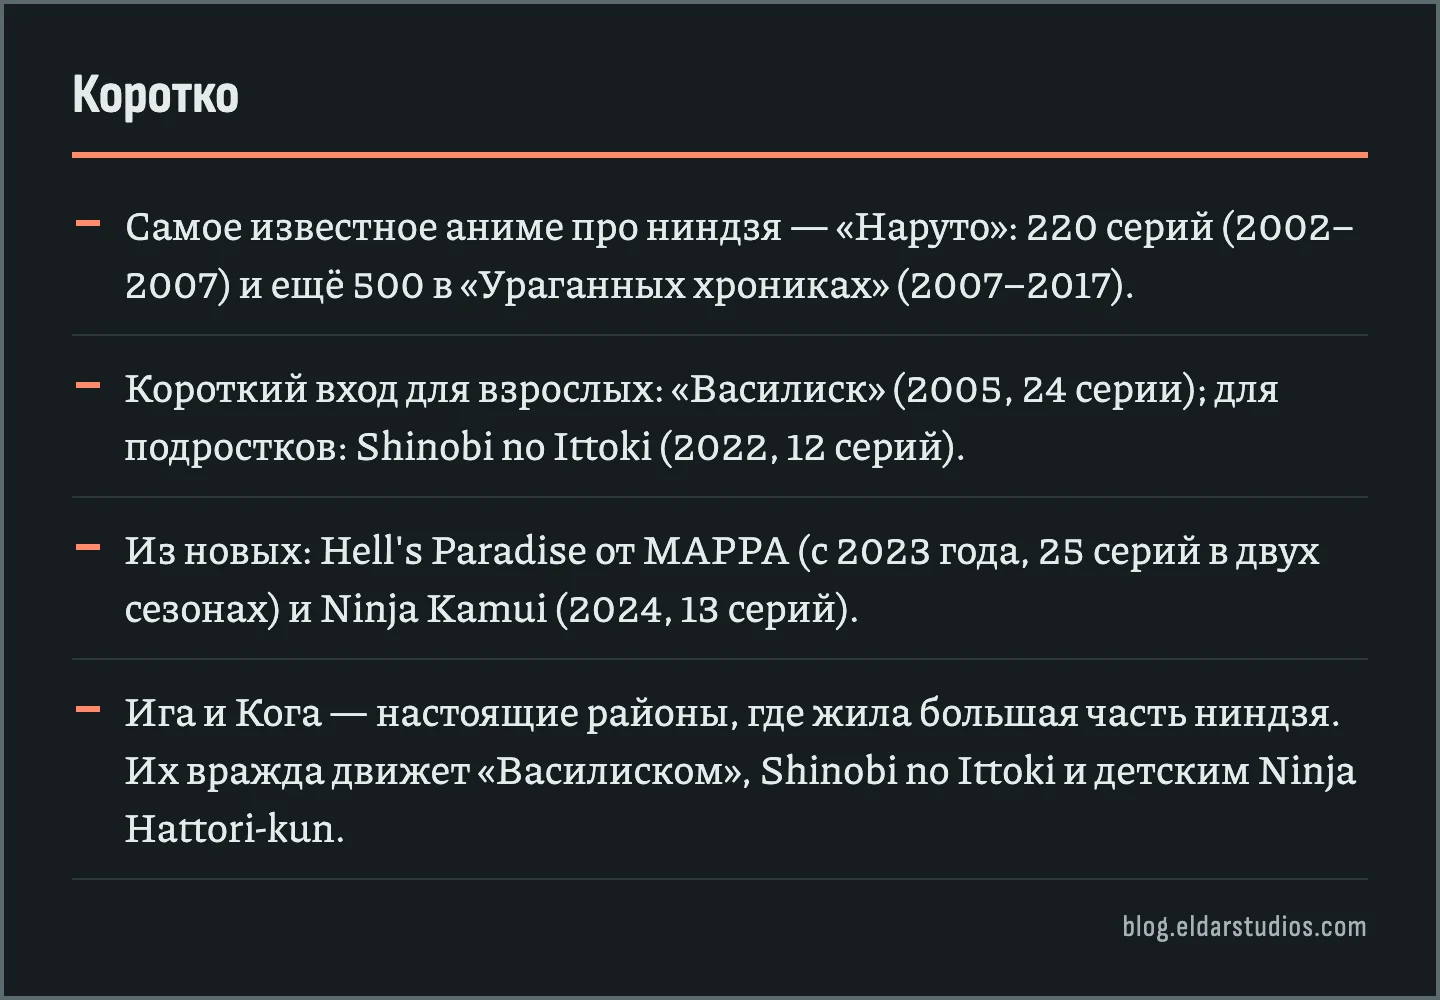 Коротко
Самое известное аниме про ниндзя — «Наруто»: 220 серий (2002–
2007) и ещё 500 в «Ураганных хрониках» (2007–2017).
Короткий вход для взрослых: «Василиск» (2005, 24 серии); для
подростков: Shinobi no Ittoki (2022, 12 серий).
Из новых: Hell's Paradise от MAPPA (с 2023 года, 25 серий в двух
сезонах) и Ninja Kamui (2024, 13 серий).
Ига и Кога — настоящие районы, где жила большая часть ниндзя.
Их вражда движет «Василиском», Shinobi no Ittoki и детским Ninja
Hattori-kun.
blog.eldarstudios.com